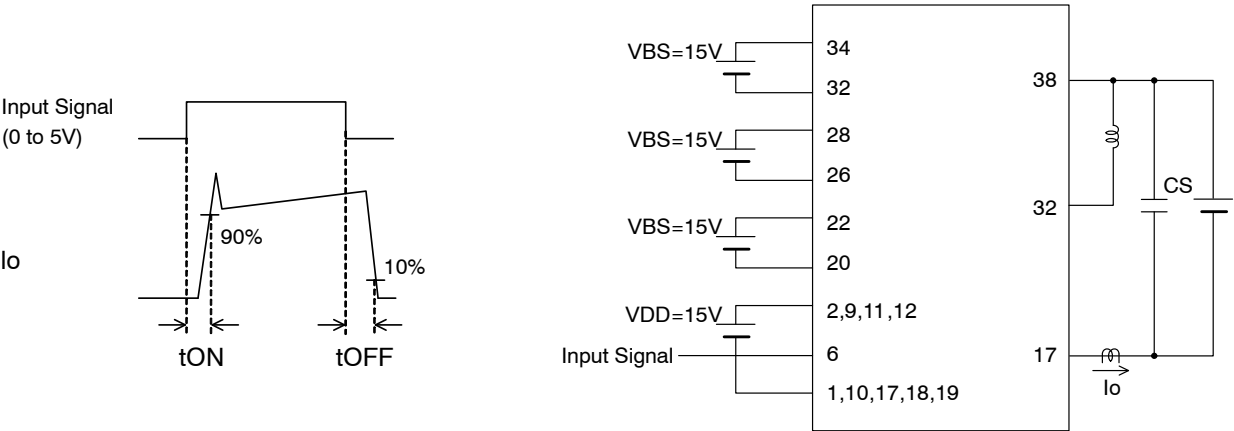 Input Signal
(0 to 5V)
Io
90%
10%
tON
tOFF
VBS=15V
34
32
VBS=15V
28
26
VBS=15V
22
20
VDD=15V
2,9,11,12
Input Signal
6
1,10,17,18,19
38
32
17
CS
Io